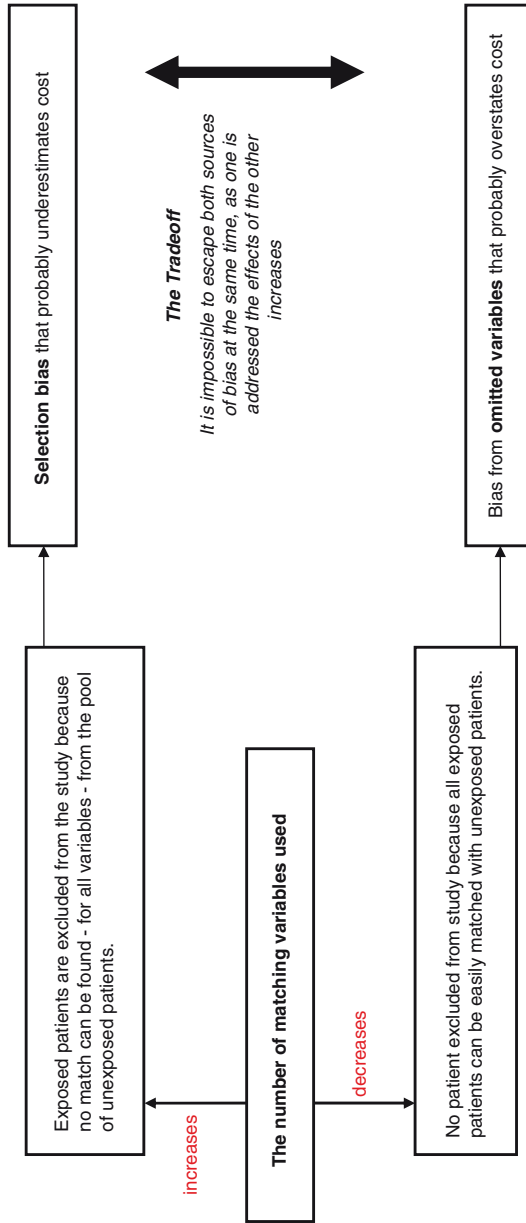 Exposed patients are excluded from the study because
no match can be found - for all variables - from the pool
of unexposed patients.
Selection bias that probably underestimates cost
increases
The number of matching variables used
The Tradeoff
It is impossible to escape both sources
of bias at the same time, as one is
addressed the effects of the other
increases
decreases
No patient excluded from study because all exposed
patients can be easily matched with unexposed patients.
Bias from omitted variables that probably overstates cost